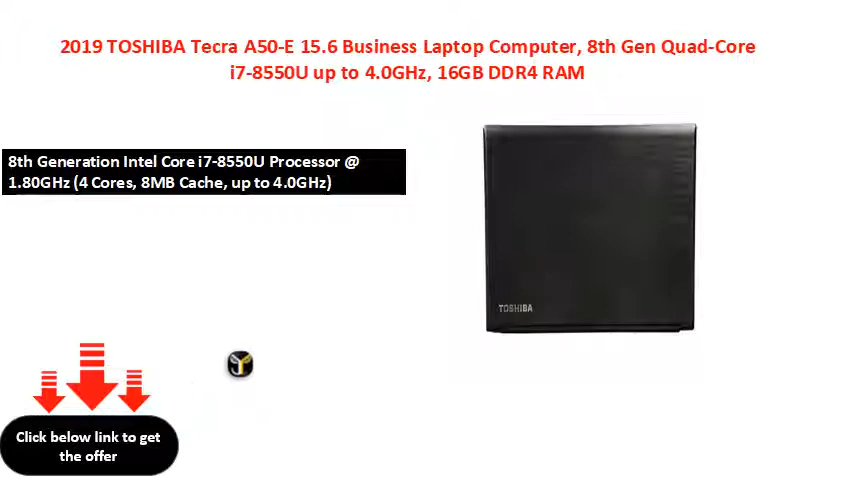 2019 TOSHIBA Tecra A50-E 15.6 Business Laptop Computer, 8th Gen Quad-Core
i7-8550U up to 4.0GHz, 16GB DDR4 RAM
8th Generation Intel Core i7-8550U Processor @
1.80GHz (4 Cores, 8MB Cache, up to 4.0GHz)
TOSHIBA
Click below link to get
the offer